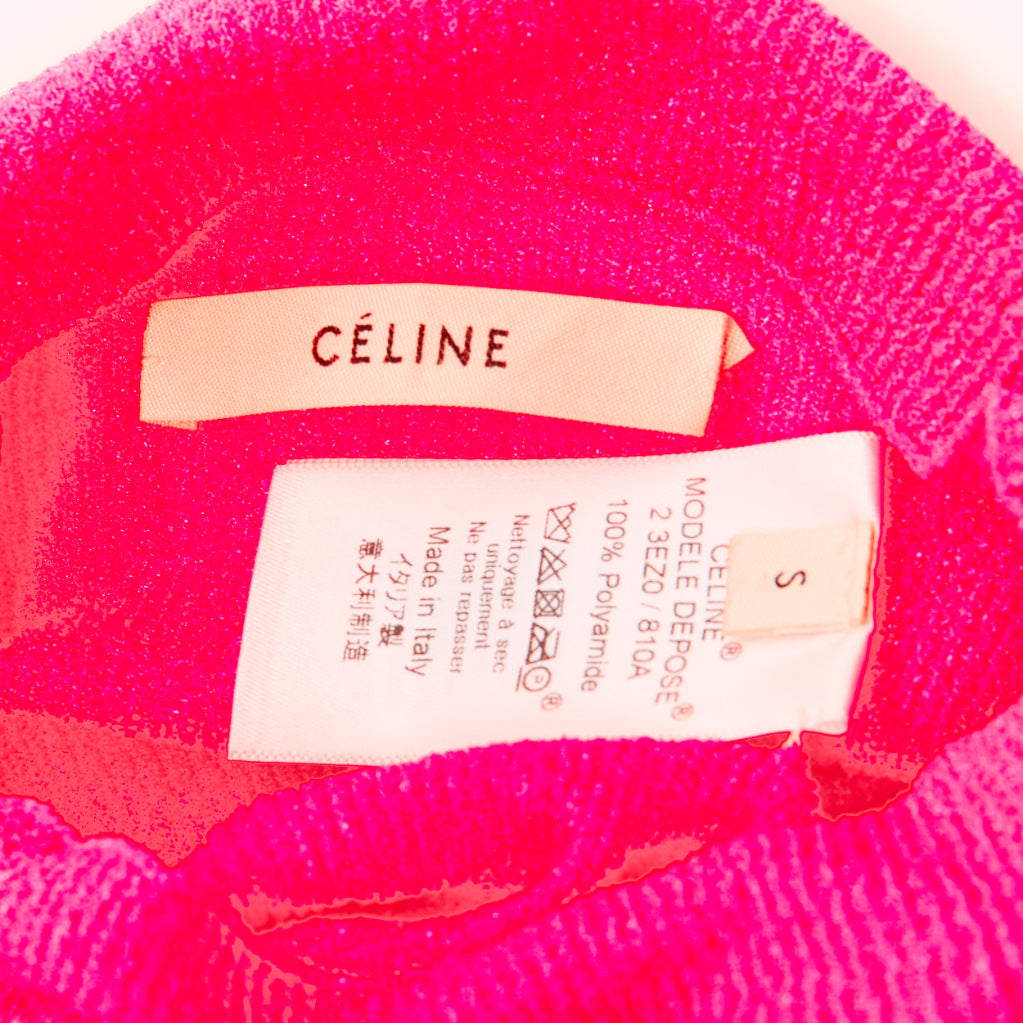 CÉLINE
S
CELINE®
MODELE DEPOSE®
2 3EZ0 / 810A
100% Polyamide
Nettoyage à sec
uniquement
Ne pas repasser
Made in Italy
イタリア製
意大利制造